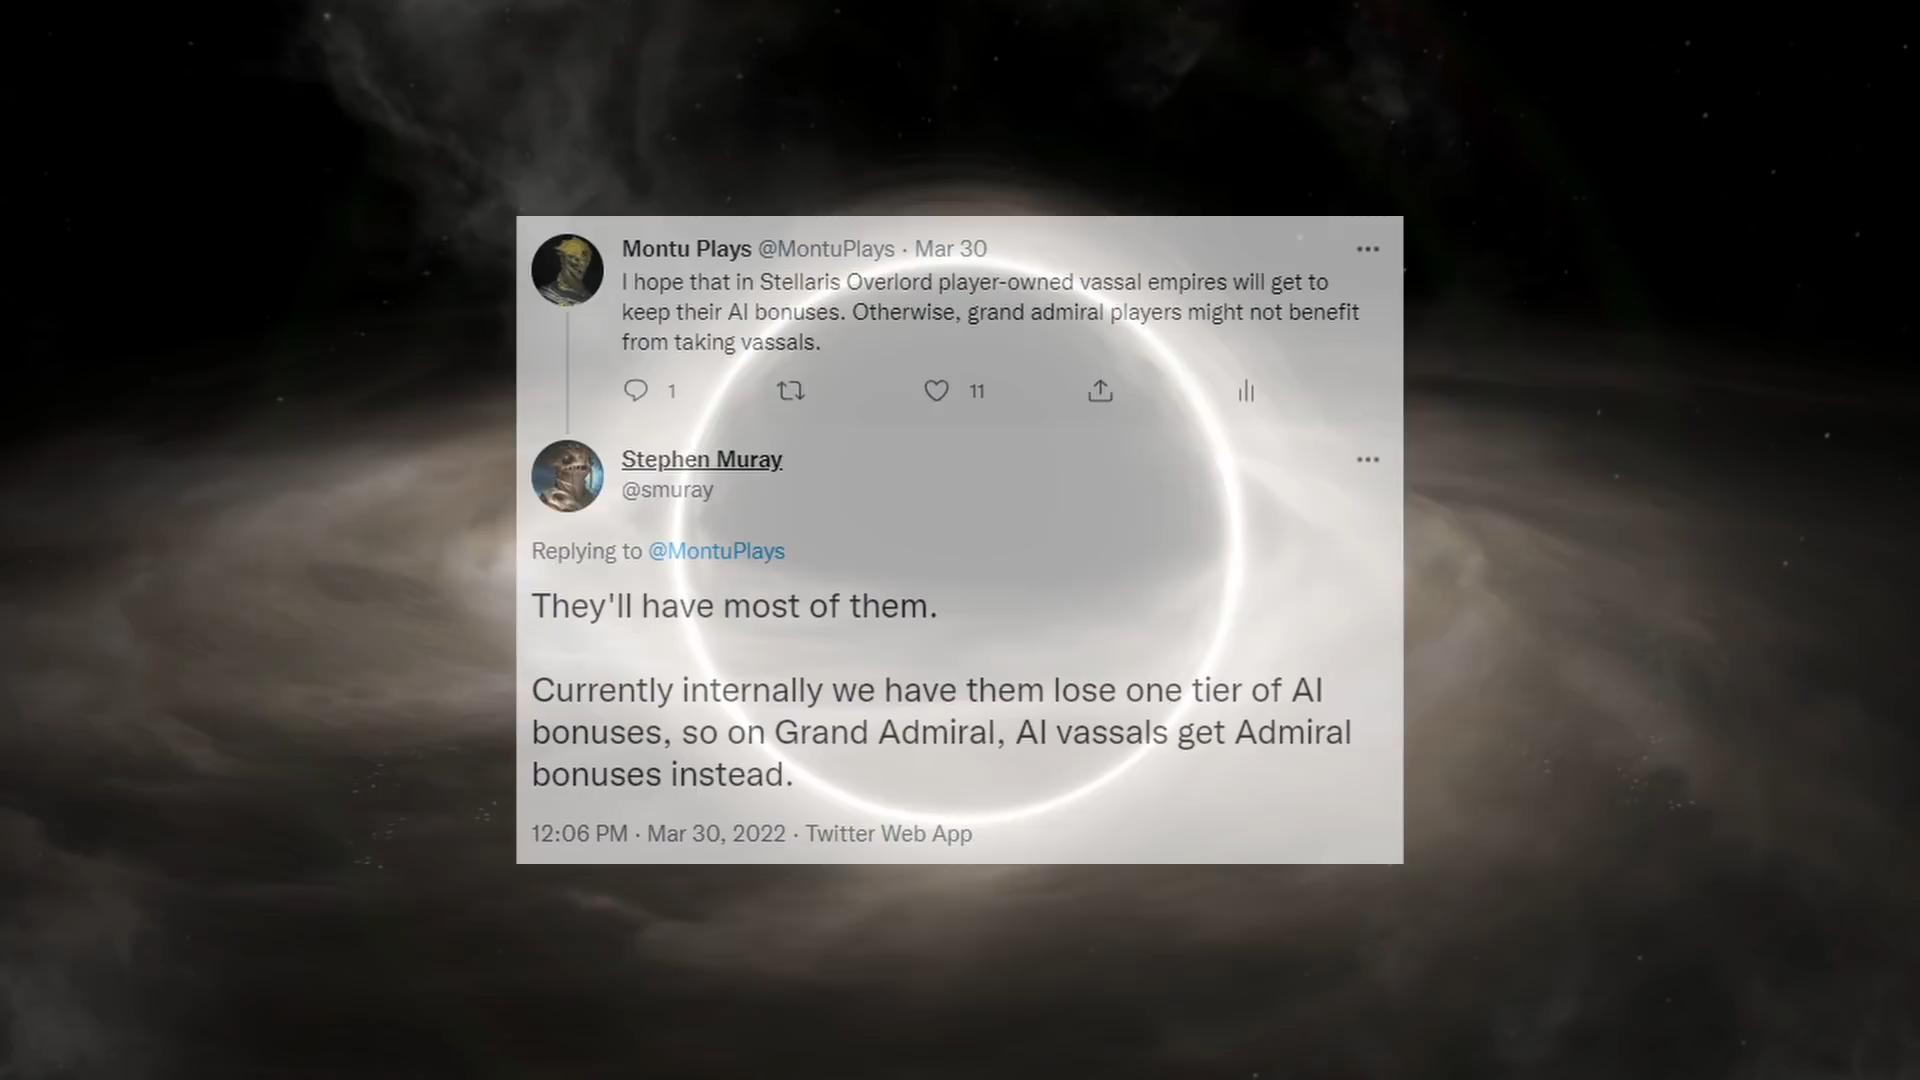 Montu Plays @MontuPlays · Mar 30
I hope that in Stellaris Overlord player-owned vassal empires will get to
keep their AI bonuses. Otherwise, grand admiral players might not benefit
from taking vassals.
1 11
Stephen Muray
@smuray
Replying to @MontuPlays
They'll have most of them.
Currently internally we have them lose one tier of AI
bonuses, so on Grand Admiral, AI vassals get Admiral
bonuses instead.
12:06 PM · Mar 30, 2022 · Twitter Web App